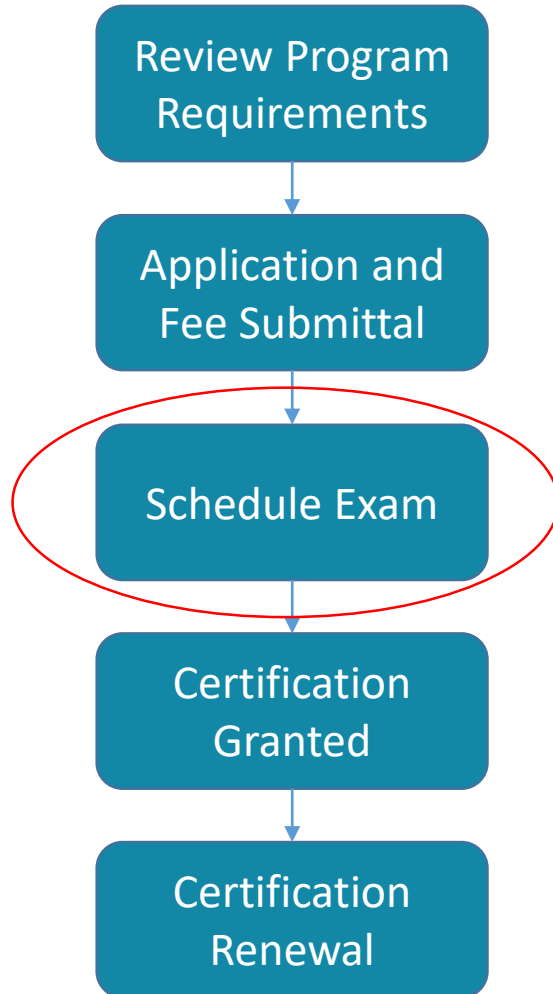 Review Program
Requirements
Application and
Fee Submittal
Schedule Exam
Certification
Granted
Certification
Renewal